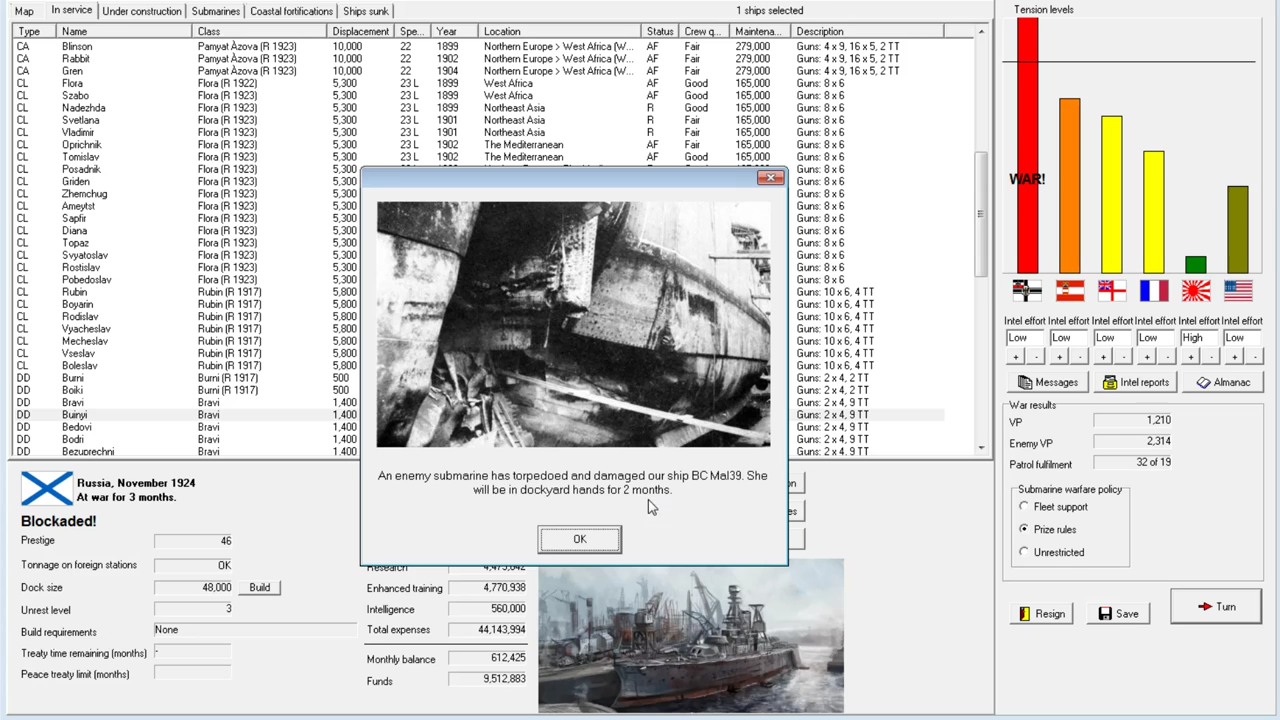 Map In service Under construction Submarines Coastal fortifications Ships sunk 1 ships selected
Type Name Class Displacement Spe... Year Location Status Crew q... Maintena... Description
CA Blinson Pamyat Àzova (R 1923) 10,000 22 1899 Northern Europe > West Africa (W... AF Fair 279,000 Guns: 4 x 9, 16 x 5, 2 TT
CA Rabbit Pamyat Àzova (R 1923) 10,000 22 1902 Northern Europe > West Africa (W... AF Fair 279,000 Guns: 4 x 9, 16 x 5, 2 TT
CA Gren Pamyat Àzova (R 1923) 10,000 22 1904 Northern Europe > West Africa (W... AF Fair 279,000 Guns: 4 x 9, 16 x 5, 2 TT
CL Flora Flora (R 1922) 5,300 23 L 1899 West Africa AF Good 165,000 Guns: 8 x 6
CL Szabo Flora (R 1923) 5,300 23 L 1899 West Africa AF Good 165,000 Guns: 8 x 6
CL Nadezhda Flora (R 1923) 5,300 23 L 1899 Northeast Asia R Good 165,000 Guns: 8 x 6
CL Svetlana Flora (R 1923) 5,300 23 L 1901 Northeast Asia R Fair 165,000 Guns: 8 x 6
CL Vladimir Flora (R 1923) 5,300 23 L 1901 Northeast Asia R Fair 165,000 Guns: 8 x 6
CL Oprichnik Flora (R 1923) 5,300 23 L 1902 The Mediterranean AF Fair 165,000 Guns: 8 x 6
CL Tomislav Flora (R 1923) 5,300 23 L 1902 The Mediterranean AF Good 165,000 Guns: 8 x 6
CL Posadnik Flora (R 1923) 5,300 Guns: 8 x 6
CL Griden Flora (R 1923) 5,300 Guns: 8 x 6
CL Zhemchug Flora (R 1923) 5,300 Guns: 8 x 6
CL Ameytst Flora (R 1923) 5,300 Guns: 8 x 6
CL Sapfir Flora (R 1923) 5,300 Guns: 8 x 6
CL Diana Flora (R 1923) 5,300 Guns: 8 x 6
CL Topaz Flora (R 1923) 5,300 Guns: 8 x 6
CL Svyatoslav Flora (R 1923) 5,300 Guns: 8 x 6
CL Rostislav Flora (R 1923) 5,300 Guns: 8 x 6
CL Pobedoslav Flora (R 1923) 5,300 Guns: 8 x 6
CL Rubin Rubin (R 1917) 5,800 Guns: 10 x 6, 4 TT
CL Boyarin Rubin (R 1917) 5,800 Guns: 10 x 6, 4 TT
CL Rodislav Rubin (R 1917) 5,800 Guns: 10 x 6, 4 TT
CL Vyacheslav Rubin (R 1917) 5,800 Guns: 10 x 6, 4 TT
CL Mecheslav Rubin (R 1917) 5,800 Guns: 10 x 6, 4 TT
CL Vseslav Rubin (R 1917) 5,800 Guns: 10 x 6, 4 TT
CL Boleslav Rubin (R 1917) 5,800 Guns: 10 x 6, 4 TT
DD Burni Burni (R 1917) 500 Guns: 2 x 4, 2 TT
DD Boiki Burni (R 1917) 500 Guns: 2 x 4, 2 TT
DD Bravi Bravi 1,400 Guns: 2 x 4, 9 TT
DD Buinyi Bravi 1,400 Guns: 2 x 4, 9 TT
DD Bedovi Bravi 1,400 Guns: 2 x 4, 9 TT
DD Bodri Bravi 1,400 Guns: 2 x 4, 9 TT
DD Bezuprechni Bravi 1,400 Guns: 2 x 4, 9 TT
An enemy submarine has torpedoed and damaged our ship BC Mal39. She
will be in dockyard hands for 2 months.
OK
Russia, November 1924
At war for 3 months.
Blockaded!
Prestige 46
Tonnage on foreign stations OK
Dock size 48,000 Build
Unrest level 3
Build requirements None
Treaty time remaining (months) -
Peace treaty limit (months)
Enhanced training 4,770,938
Intelligence 560,000
Total expenses 44,143,994
Monthly balance 612,425
Funds 9,512,883
Tension levels
WAR!
Intel effort Intel effort Intel effort Intel effort Intel effort Intel effort
Low Low Low Low High Low
+ - + - + - + - + - + -
Messages Intel reports Almanac
War results
VP 1,210
Enemy VP 2,314
Patrol fulfilment 32 of 19
Submarine warfare policy
Fleet support
Prize rules
Unrestricted
Resign Save Turn